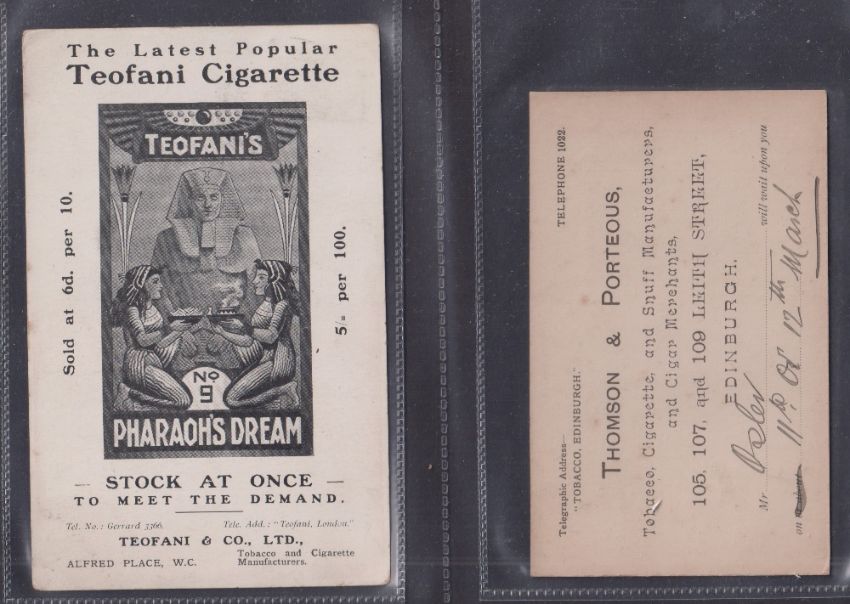 The Latest Popular
Teofani Cigarette
Sold at 6d. per 10.
TEOFANI'S
No
9
PHARAOH'S DREAM
5/= per 100.
— STOCK AT ONCE —
TO MEET THE DEMAND.
Tel. No.: Gerrard 3366. Tele. Add.: "Teofani, London."
TEOFANI & CO., LTD.,
ALFRED PLACE, W.C. Tobacco and Cigarette
Manufacturers.
Telegraphic Address—
"TOBACCO, EDINBURGH." TELEPHONE 1022.
THOMSON & PORTEOUS,
Tobacco, Cigarette, and Snuff Manufacturers,
and Cigar Merchants,
105, 107, and 109 LEITH STREET,
EDINBURGH.
Mr will wait upon you
on 11th or 12th March